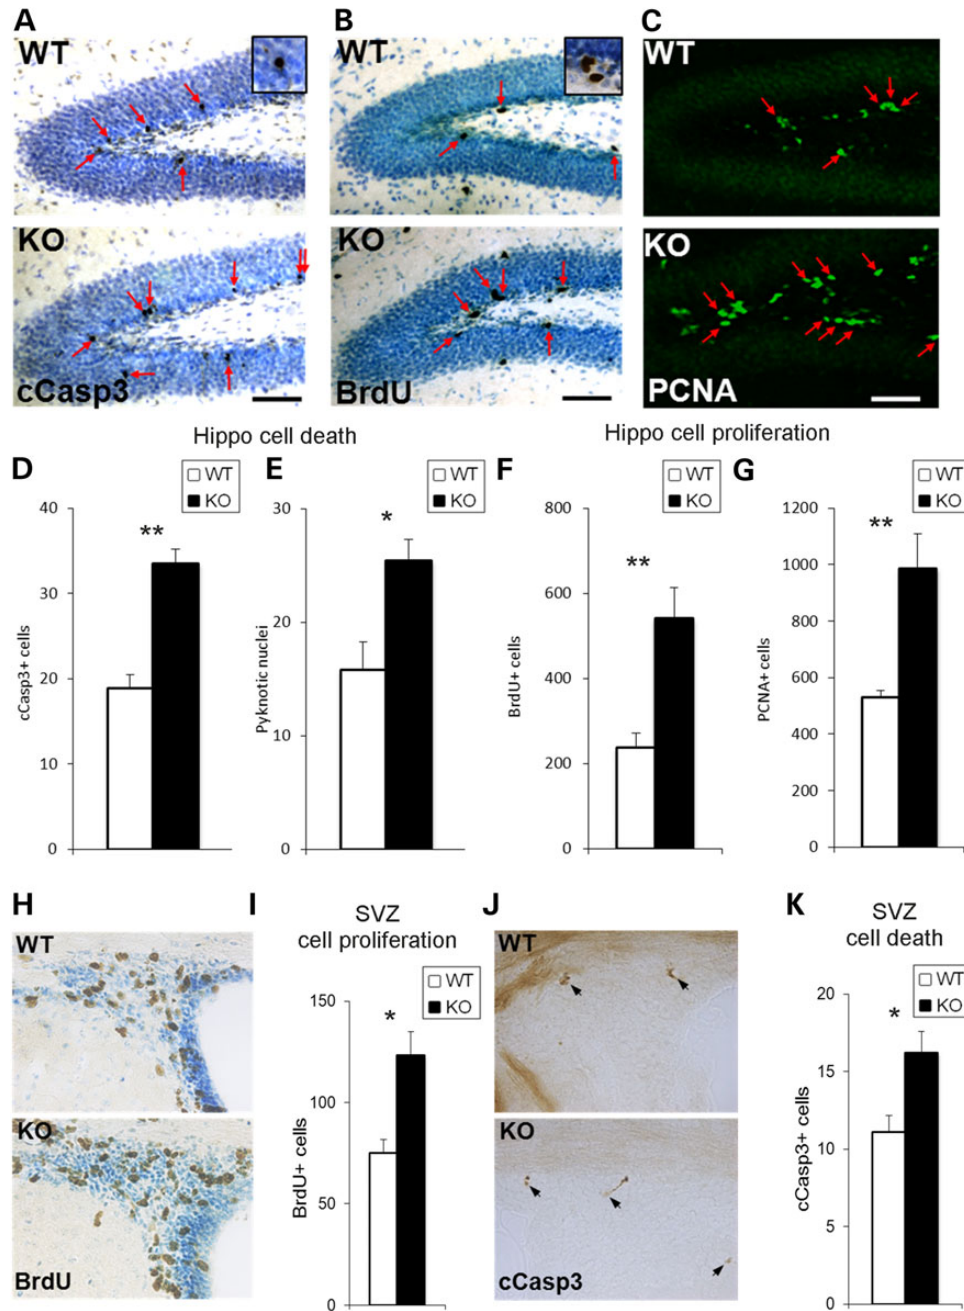 A
B
C
WT
WT
WT
KO
KO
KO
cCasp3
BrdU
PCNA
Hippo cell death
Hippo cell proliferation
D
WT
KO
E
WT
KO
F
WT
KO
G
WT
KO
40
30
20
10
0
cCasp3+ cells
**
30
20
10
0
Pyknotic nuclei
*
800
600
400
200
0
BrdU+ cells
**
1200
1000
800
600
400
200
0
PCNA+ cells
**
H
WT
KO
BrdU
I
SVZ
cell proliferation
WT
KO
150
100
75
50
0
BrdU+ cells
*
J
WT
KO
cCasp3
K
SVZ
cell death
WT
KO
20
15
10
5
0
cCasp3+ cells
*